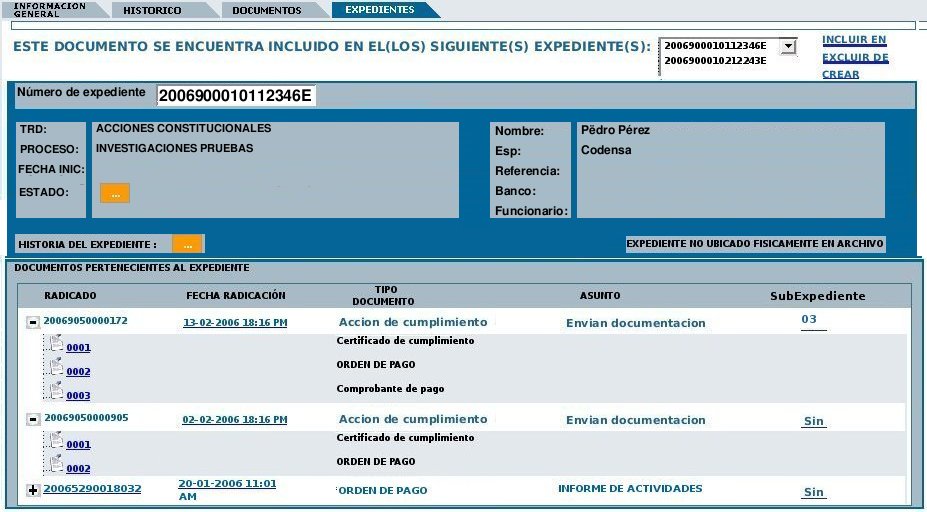 INFORMACION
GENERAL
HISTORICO
DOCUMENTOS
EXPEDIENTES
ESTE DOCUMENTO SE ENCUENTRA INCLUIDO EN EL(LOS) SIGUIENTE(S) EXPEDIENTE(S):
2006900010112346E
2006900010212243E
INCLUIR EN
EXCLUIR DE
CREAR
Número de expediente 2006900010112346E
TRD: ACCIONES CONSTITUCIONALES
PROCESO: INVESTIGACIONES PRUEBAS
FECHA INIC:
ESTADO: ...
Nombre: Pëdro Pérez
Esp: Codensa
Referencia:
Banco:
Funcionario:
HISTORIA DEL EXPEDIENTE : ...
EXPEDIENTE NO UBICADO FISICAMENTE EN ARCHIVO
DOCUMENTOS PERTENECIENTES AL EXPEDIENTE
RADICADO FECHA RADICACIÓN TIPO DOCUMENTO ASUNTO SubExpediente
20069050000172 13-02-2006 18:16 PM Accion de cumplimiento Envian documentacion 03
0001 Certificado de cumplimiento
0002 ORDEN DE PAGO
0003 Comprobante de pago
20069050000905 02-02-2006 18:16 PM Accion de cumplimiento Envian documentacion Sin
0001 Certificado de cumplimiento
0002 ORDEN DE PAGO
20065290018032 20-01-2006 11:01 AM ORDEN DE PAGO INFORME DE ACTIVIDADES Sin